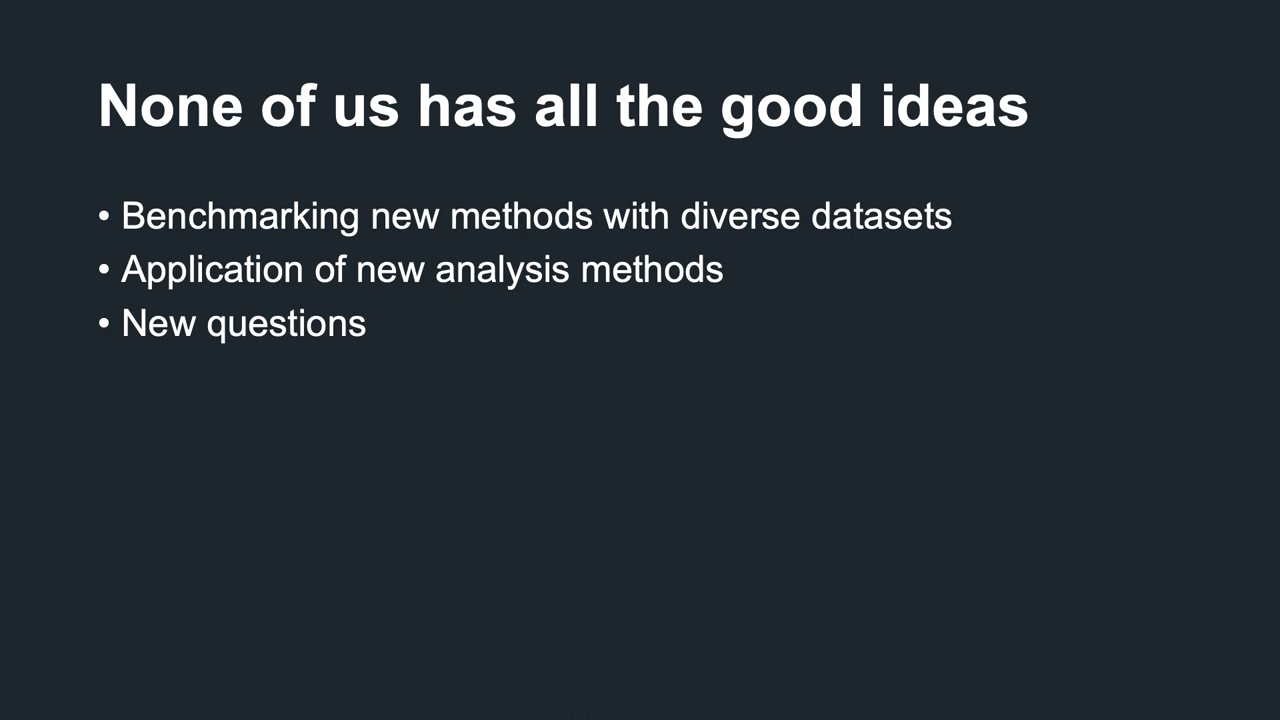 None of us has all the good ideas
• Benchmarking new methods with diverse datasets
• Application of new analysis methods
• New questions